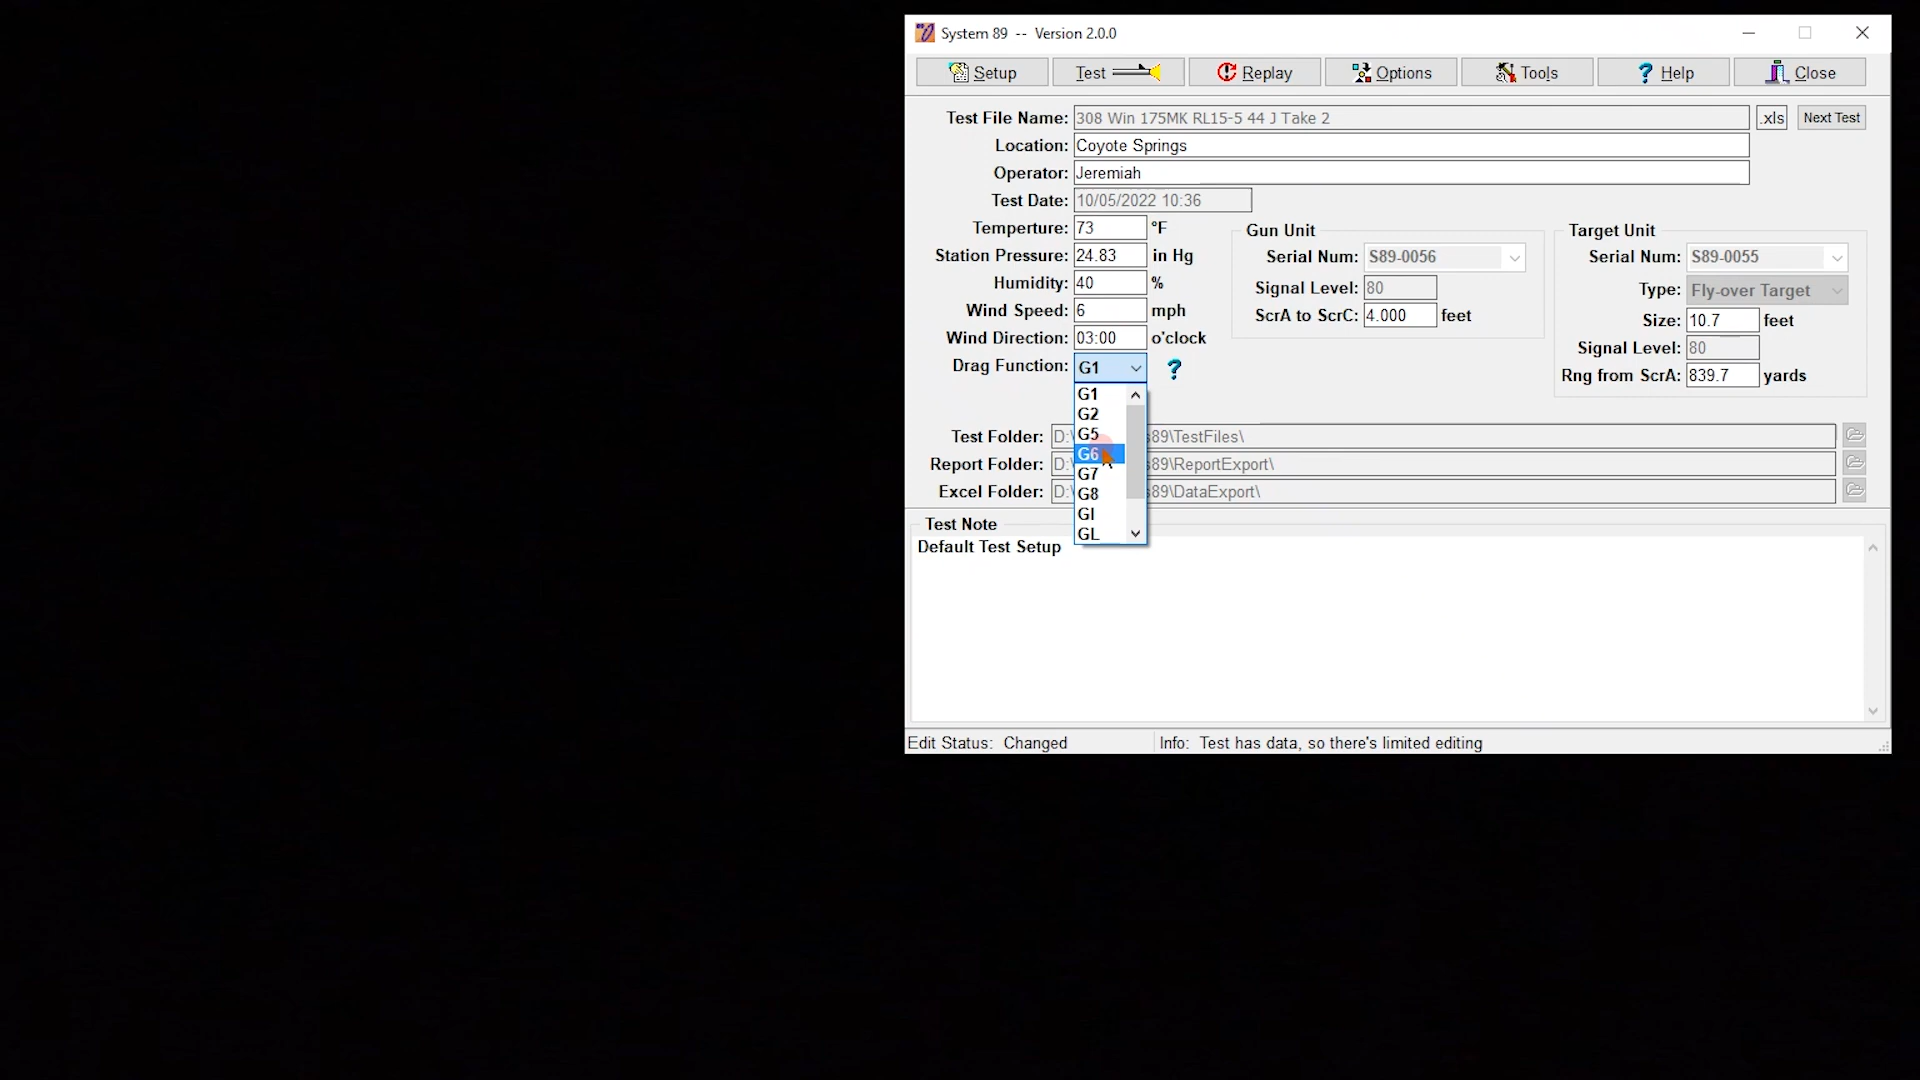 System 89 -- Version 2.0.0
Setup Test Replay Options Tools Help Close
Test File Name: 308 Win 175MK RL15-5 44 J Take 2 .xls Next Test
Location: Coyote Springs
Operator: Jeremiah
Test Date: 10/05/2022 10:36
Temperture: 73 °F
Station Pressure: 24.83 in Hg
Humidity: 40 %
Wind Speed: 6 mph
Wind Direction: 03:00 o'clock
Drag Function: G1 ?
G1
G2
G5
G6
G7
G8
GI
GL
Gun Unit
Serial Num: S89-0056
Signal Level: 80
ScrA to ScrC: 4.000 feet
Target Unit
Serial Num: S89-0055
Type: Fly-over Target
Size: 10.7 feet
Signal Level: 80
Rng from ScrA: 839.7 yards
Test Folder: D:\ s89\TestFiles\
Report Folder: D:\ s89\ReportExport\
Excel Folder: D:\ s89\DataExport\
Test Note
Default Test Setup
Edit Status: Changed Info: Test has data, so there's limited editing